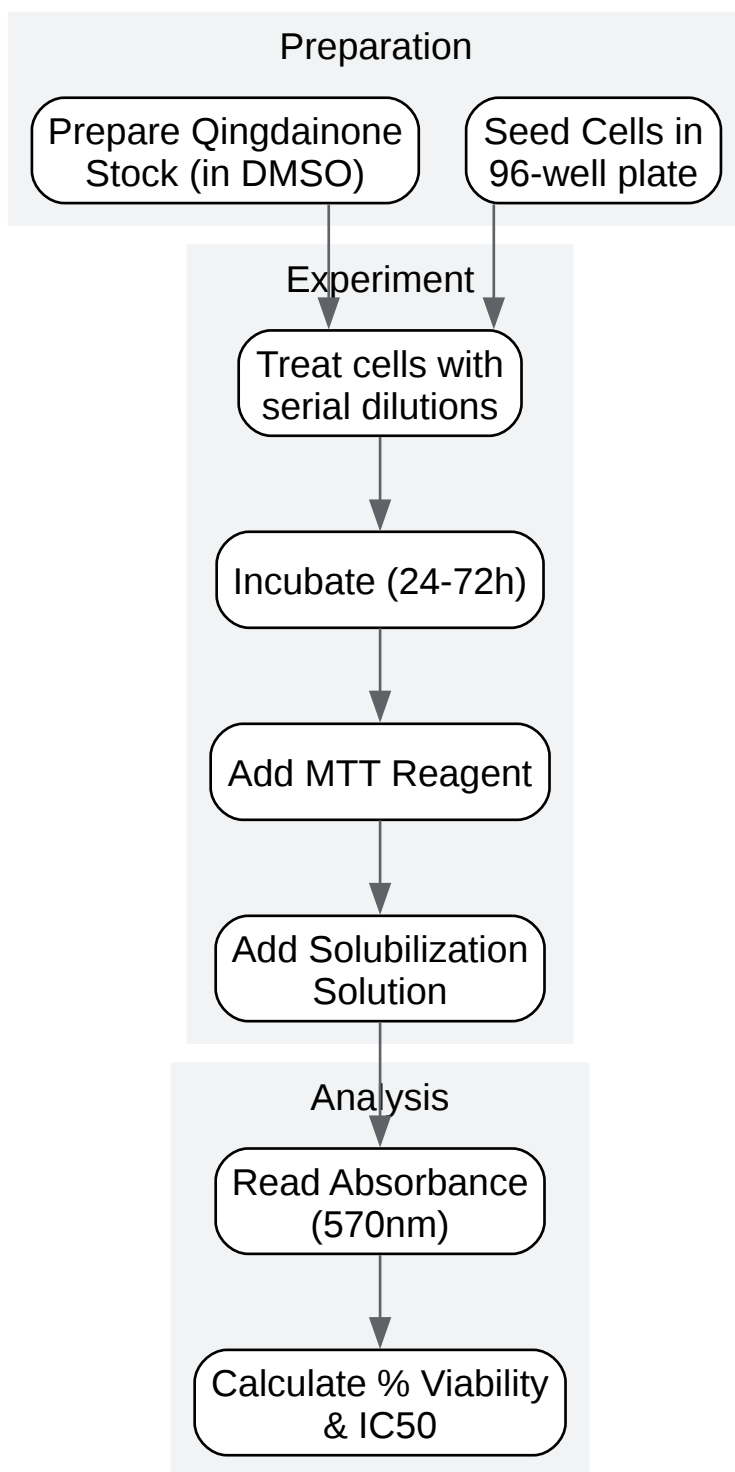 Preparation
Prepare Qingdainone
Stock (in DMSO)
Seed Cells in
96-well plate
Experiment
Treat cells with
serial dilutions
Incubate (24-72h)
Add MTT Reagent
Add Solubilization
Solution
Analysis
Read Absorbance
(570nm)
Calculate % Viability
& IC50